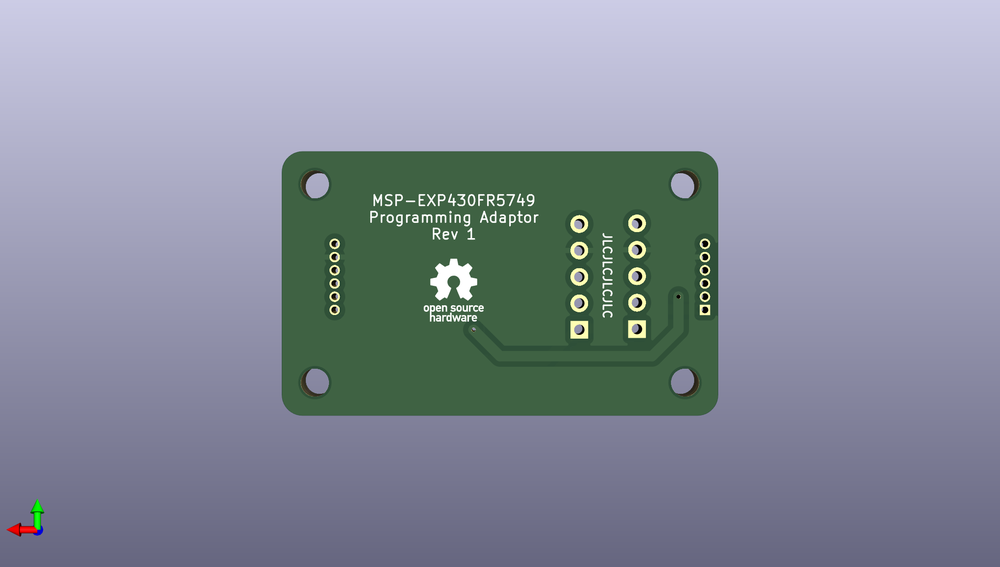 MSP-EXP430FR5749
Programming Adaptor
Rev 1
open source
hardware
JLCJLCJLCJLC